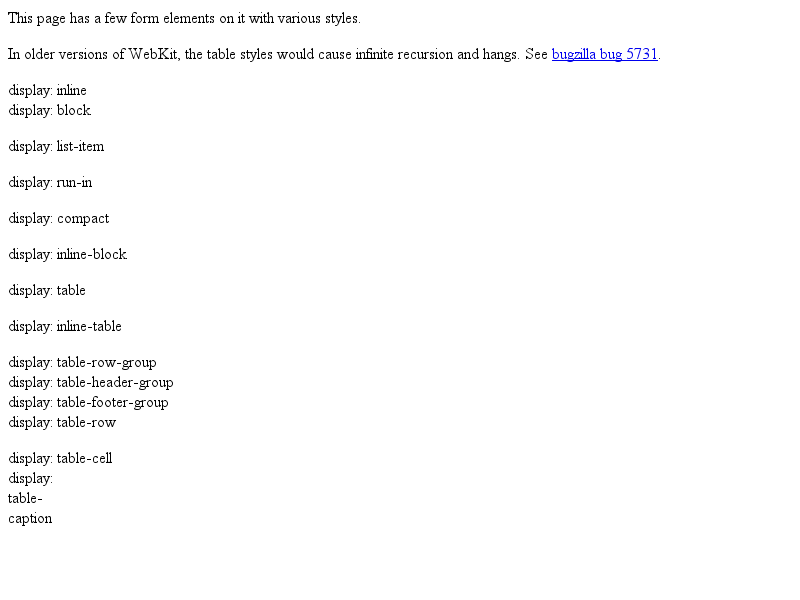 This page has a few form elements on it with various styles.
In older versions of WebKit, the table styles would cause infinite recursion and hangs. See bugzilla bug 5731.
display: inline
display: block
display: list-item
display: run-in
display: compact
display: inline-block
display: table
display: inline-table
display: table-row-group
display: table-header-group
display: table-footer-group
display: table-row
display: table-cell
display:
table-
caption